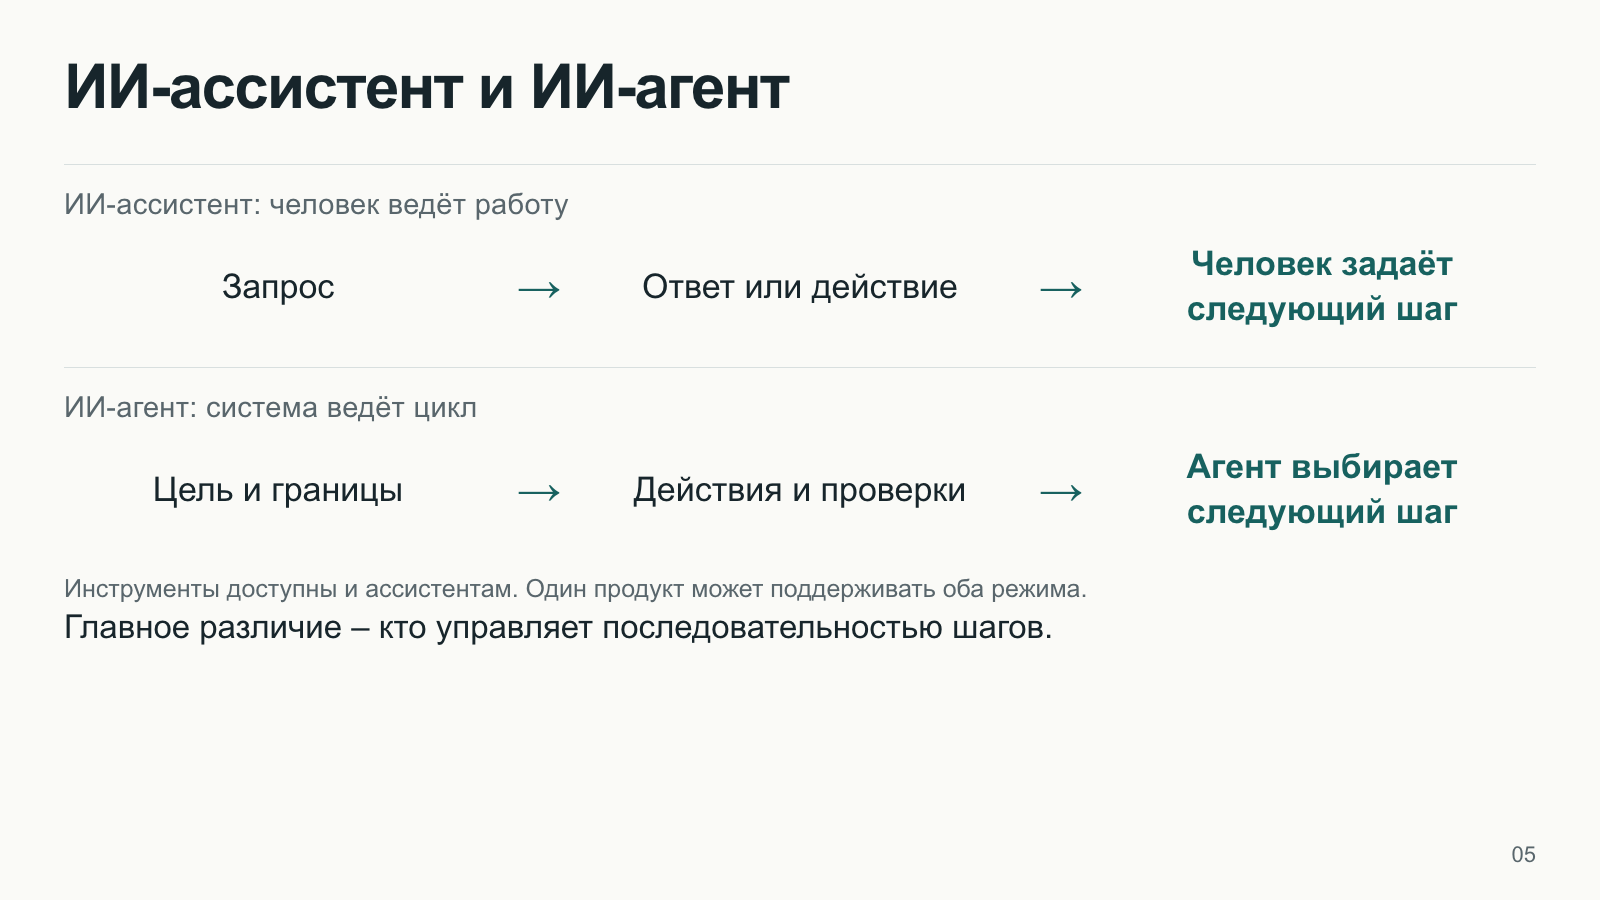 ИИ-ассистент и ИИ-агент
ИИ-ассистент: человек ведёт работу
Запрос → Ответ или действие → Человек задаёт
следующий шаг
ИИ-агент: система ведёт цикл
Цель и границы → Действия и проверки → Агент выбирает
следующий шаг
Инструменты доступны и ассистентам. Один продукт может поддерживать оба режима.
Главное различие – кто управляет последовательностью шагов.
05